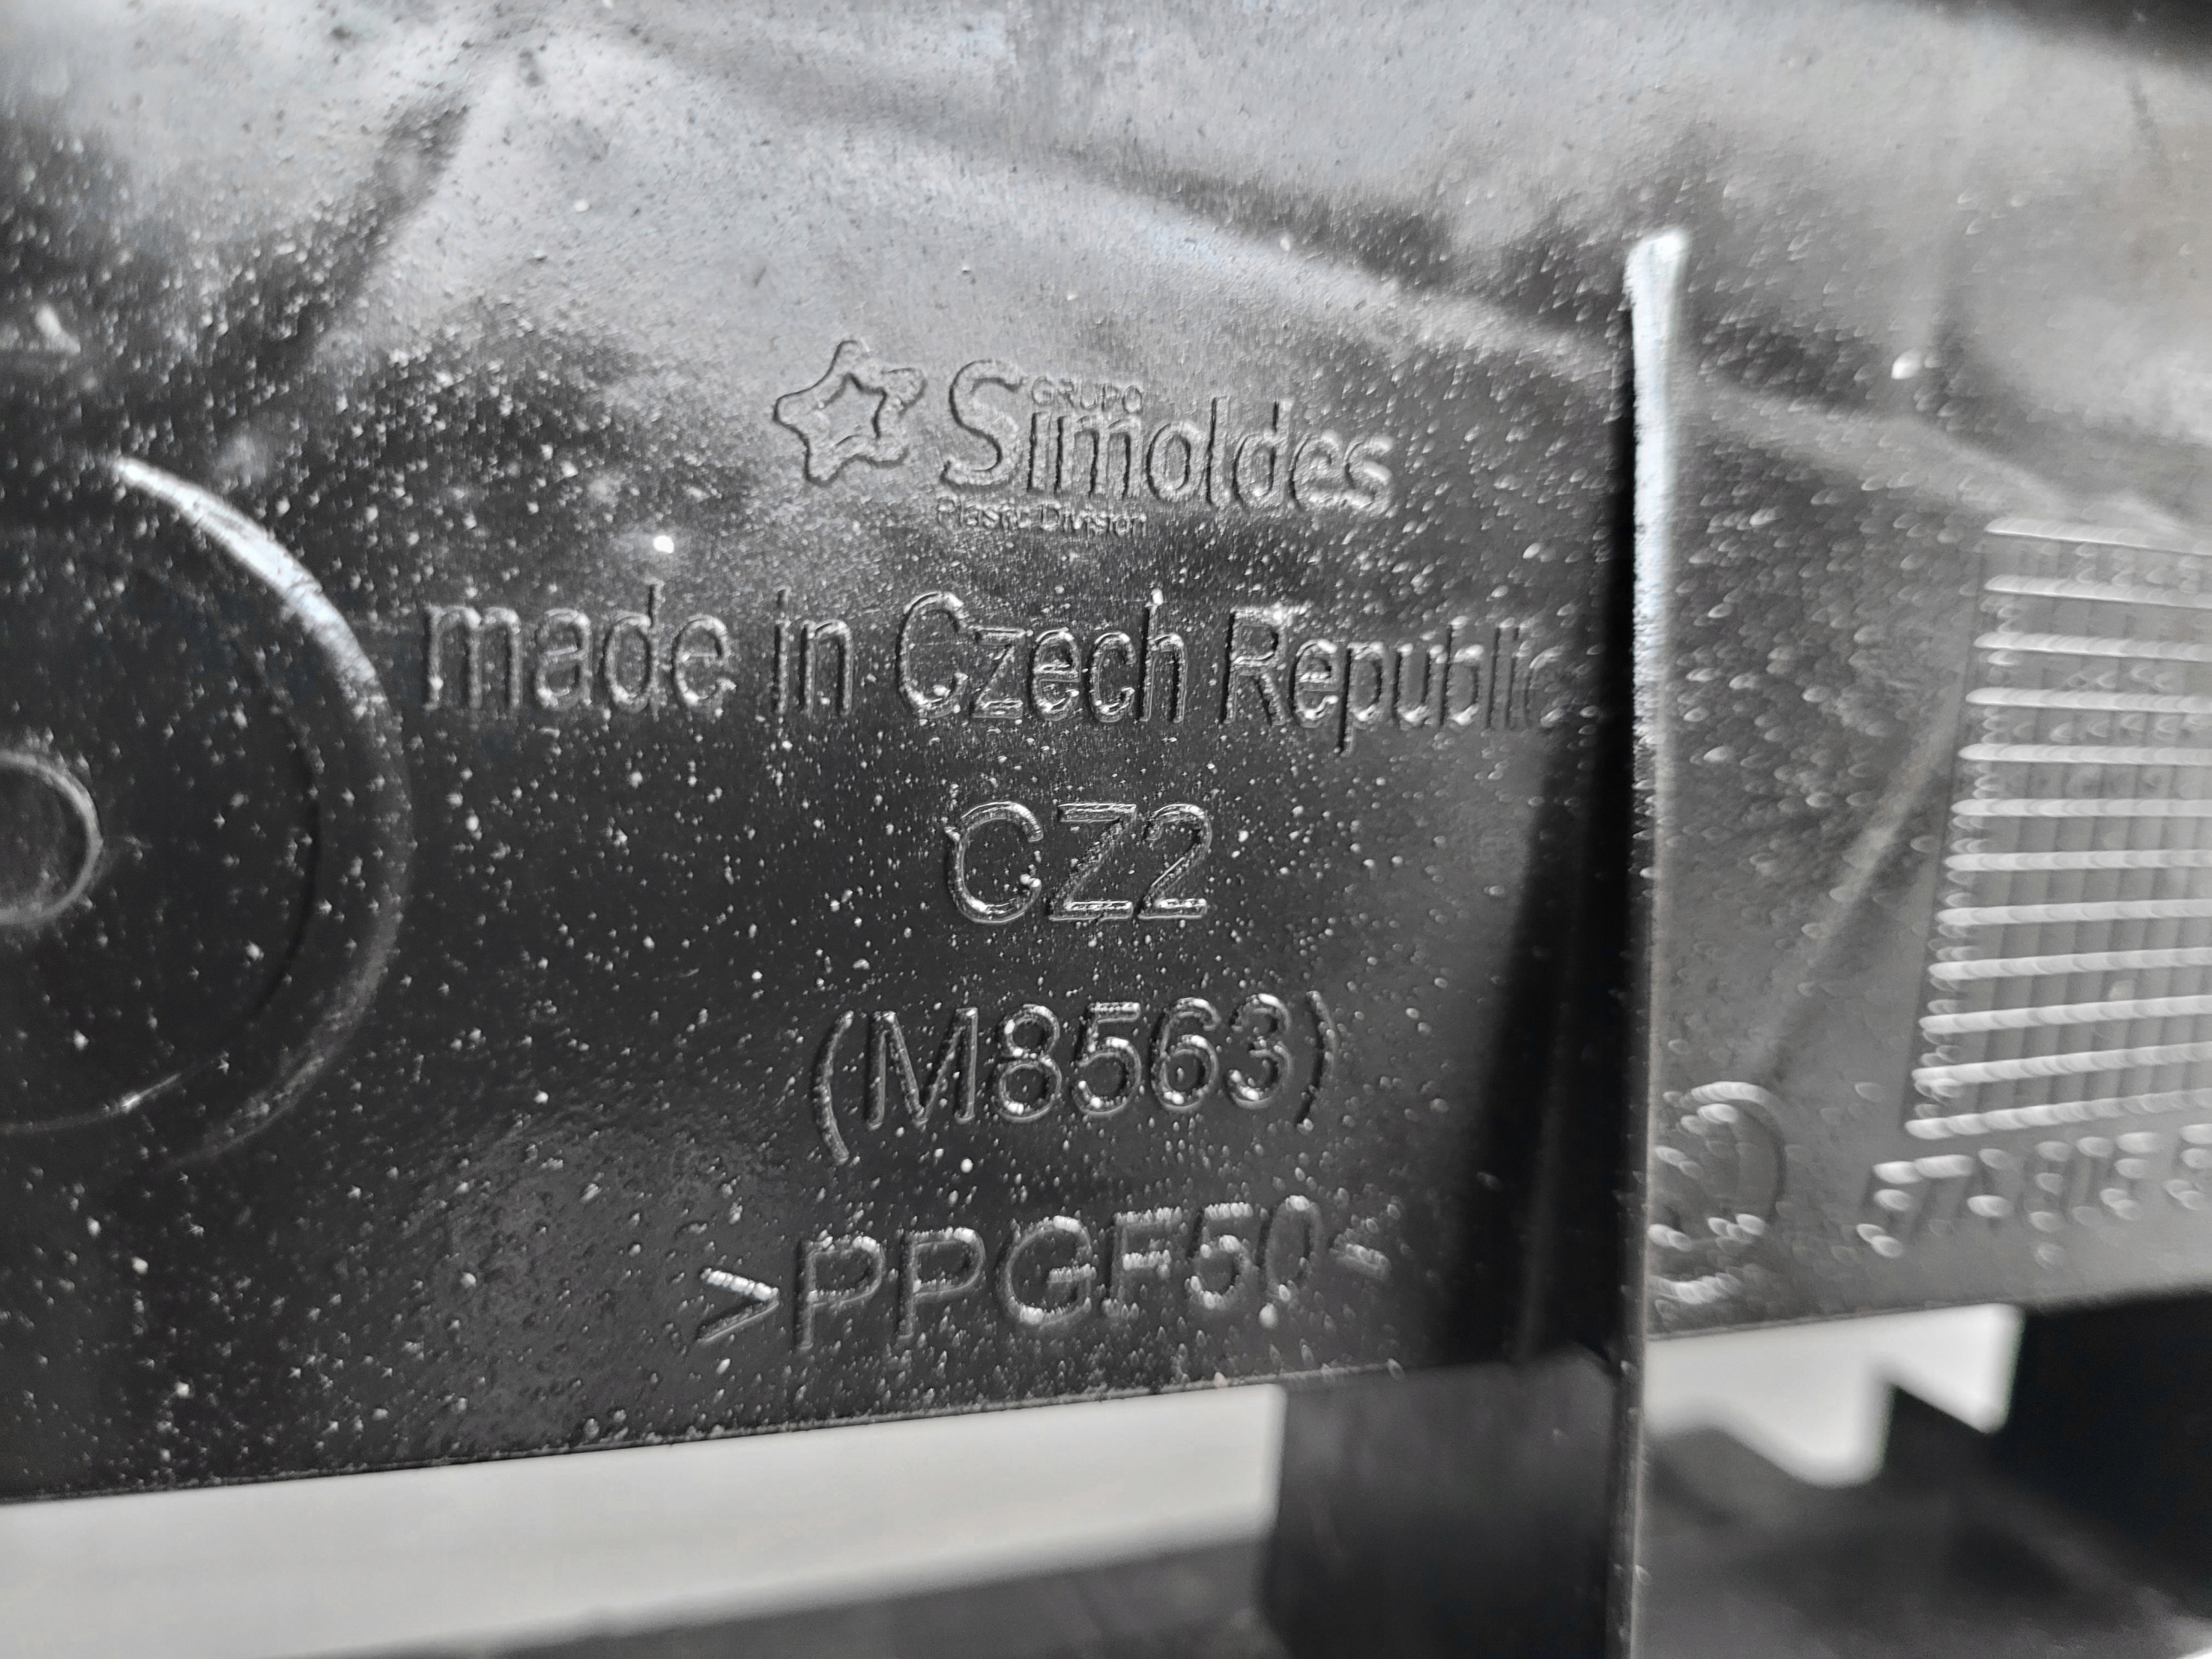 GRUPO
Simoldes
Plastic Division
made in Czech Republic
CZ2
(M8563)
>PPGF50<